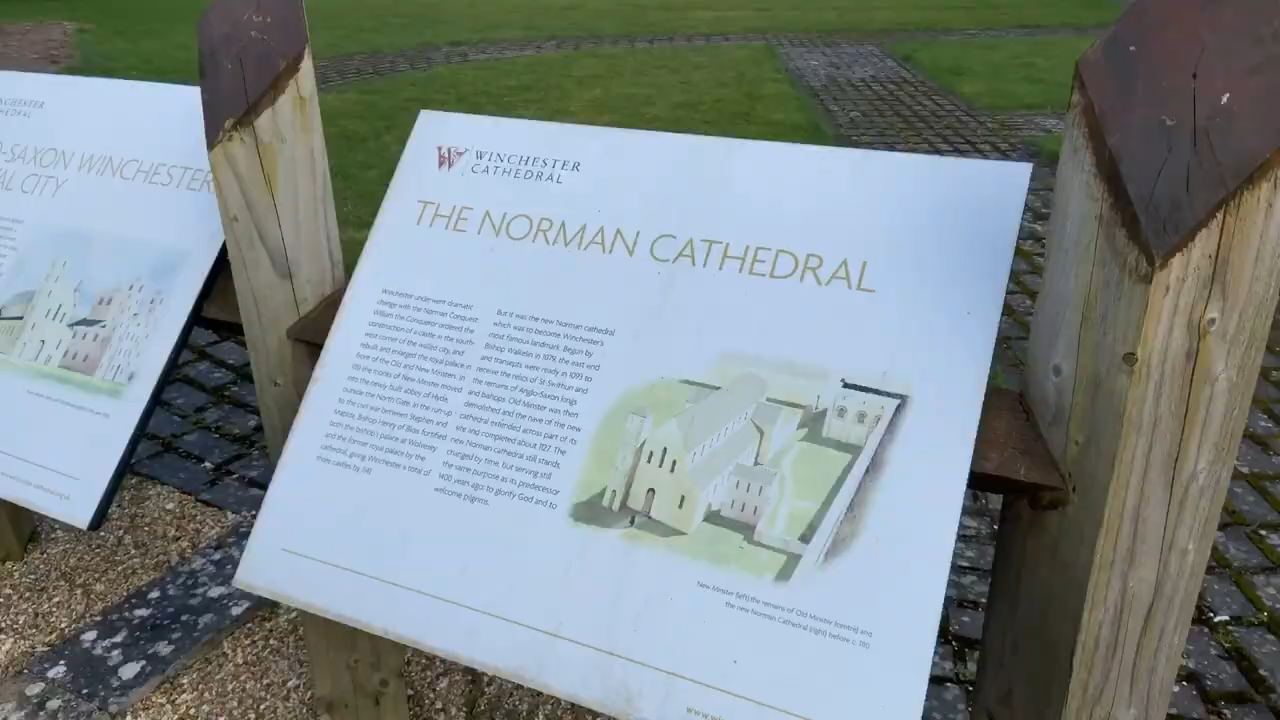 WINCHESTER
CATHEDRAL
-SAXON WINCHESTER
AL CITY
WINCHESTER
CATHEDRAL
THE NORMAN CATHEDRAL
Winchester underwent dramatic
change with the Norman Conquest.
William the Conqueror ordered the
construction of a castle in the south-
west corner of the walled city, and
rebuilt and enlarged the royal palace in
front of the Old and New Minsters. In
1110 the monks of New Minster moved
into the newly built abbey of Hyde,
outside the North Gate. In the run-up
to the civil war between Stephen and
Matilda, Bishop Henry of Blois fortified
both the bishop's palace at Wolvesey
and the former royal palace by the
cathedral, giving Winchester a total of
three castles by 1141.
But it was the new Norman cathedral
which was to become Winchester's
most famous landmark. Begun by
Bishop Walkelin in 1079, the east end
and transepts were ready in 1093 to
receive the relics of St Swithun and
the remains of Anglo-Saxon kings
and bishops. Old Minster was then
demolished and the nave of the new
cathedral extended across part of its
site and completed about 1127. The
new Norman cathedral still stands,
changed by time, but serving still
the same purpose as its predecessor
1400 years ago: to glorify God and to
welcome pilgrims.
New Minster (left), the remains of Old Minster (centre) and
the new Norman Cathedral (right) before c. 1110